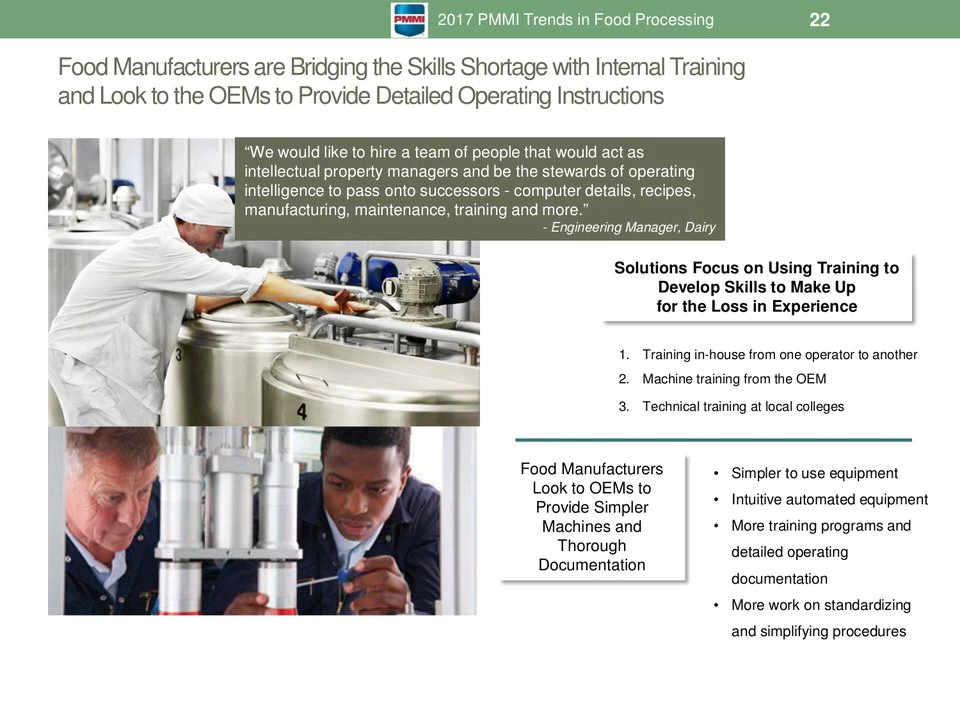 PMMI
2017 PMMI Trends in Food Processing
22
Food Manufacturers are Bridging the Skills Shortage with Internal Training
and Look to the OEMs to Provide Detailed Operating Instructions
“We would like to hire a team of people that would act as
intellectual property managers and be the stewards of operating
intelligence to pass onto successors - computer details, recipes,
manufacturing, maintenance, training and more.”
- Engineering Manager, Dairy
3
4
Solutions Focus on Using Training to
Develop Skills to Make Up
for the Loss in Experience
1. Training in-house from one operator to another
2. Machine training from the OEM
3. Technical training at local colleges
Food Manufacturers
Look to OEMs to
Provide Simpler
Machines and
Thorough
Documentation
• Simpler to use equipment
• Intuitive automated equipment
• More training programs and
detailed operating
documentation
• More work on standardizing
and simplifying procedures